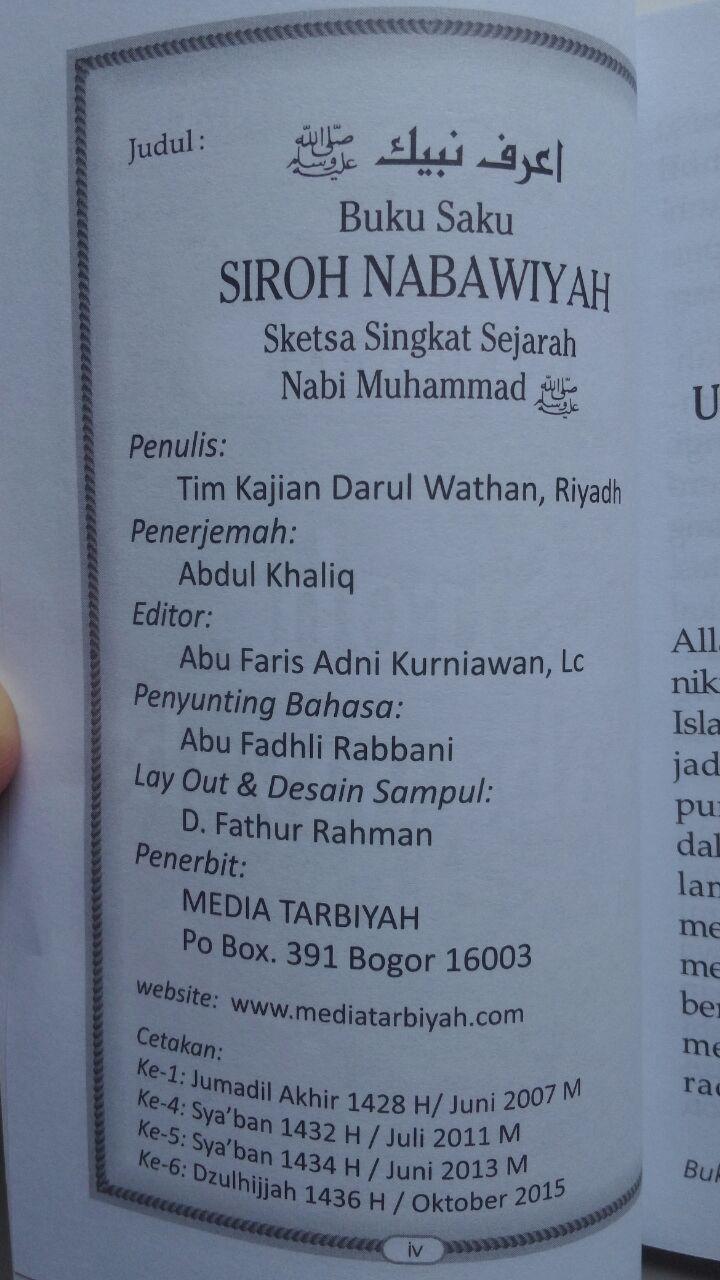 Judul :
اعرف نبيك ﷺ
Buku Saku
SIROH NABAWIYAH
Sketsa Singkat Sejarah
Nabi Muhammad ﷺ
Penulis:
Tim Kajian Darul Wathan, Riyadh
Penerjemah:
Abdul Khaliq
Editor:
Abu Faris Adni Kurniawan, Lc
Penyunting Bahasa:
Abu Fadhli Rabbani
Lay Out & Desain Sampul:
D. Fathur Rahman
Penerbit:
MEDIA TARBIYAH
Po Box. 391 Bogor 16003
website: www.mediatarbiyah.com
Cetakan:
Ke-1: Jumadil Akhir 1428 H/ Juni 2007 M
Ke-4: Sya'ban 1432 H / Juli 2011 M
Ke-5: Sya'ban 1434 H / Juni 2013 M
Ke-6: Dzulhijjah 1436 H / Oktober 2015
iv